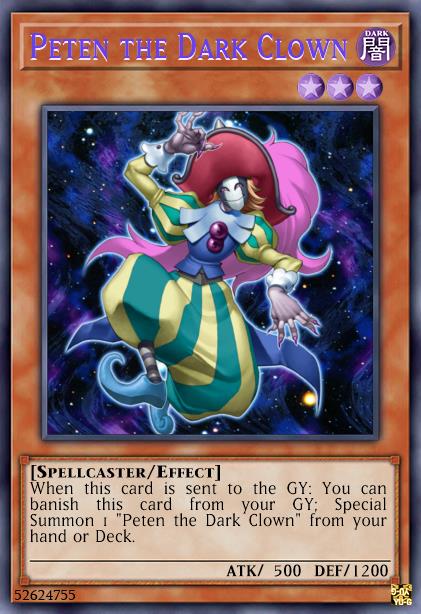 Peten the Dark Clown
DARK
闇
[Spellcaster/Effect]
When this card is sent to the GY: You can
banish this card from your GY; Special
Summon 1 "Peten the Dark Clown" from your
hand or Deck.
ATK/ 500 DEF/1200
52624755